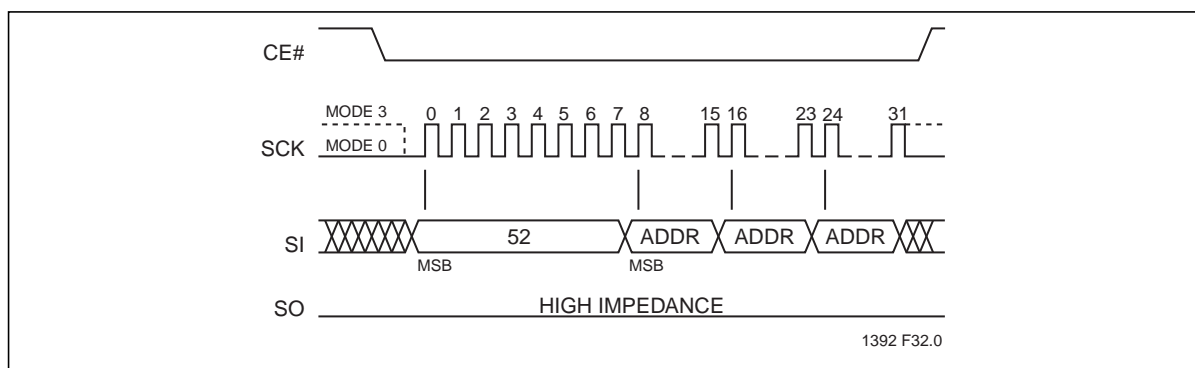 CE#
MODE 3
0 1 2 3 4 5 6 7 8 15 16 23 24 31
SCK
MODE 0
SI
52 ADDR ADDR ADDR
MSB MSB
SO
HIGH IMPEDANCE
1392 F32.0